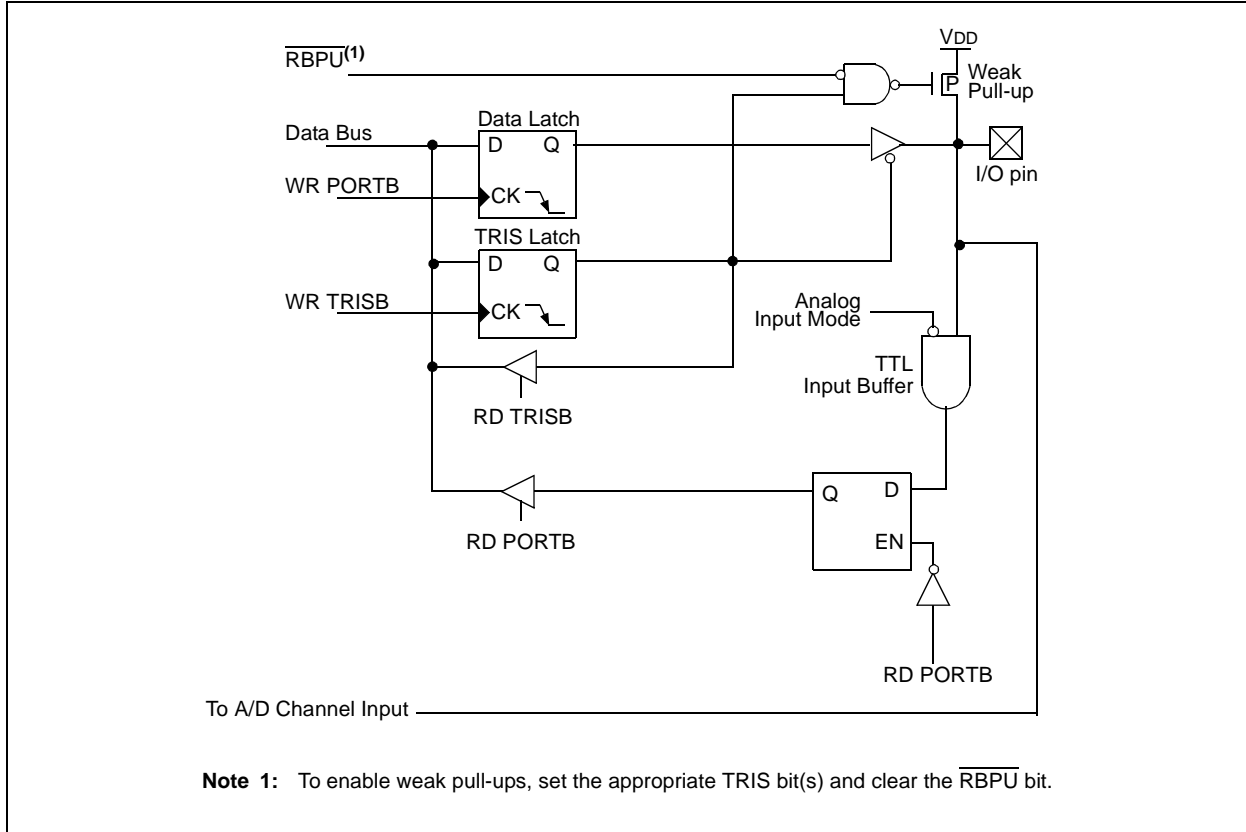 VDD
RBPU(1)
P
Weak
Pull-up
Data Latch
Data Bus
D Q
I/O pin
WR PORTB
CK
TRIS Latch
D Q
WR TRISB
CK
Analog
Input Mode
TTL
Input Buffer
RD TRISB
Q D
RD PORTB
EN
RD PORTB
To A/D Channel Input
Note 1: To enable weak pull-ups, set the appropriate TRIS bit(s) and clear the RBPU bit.